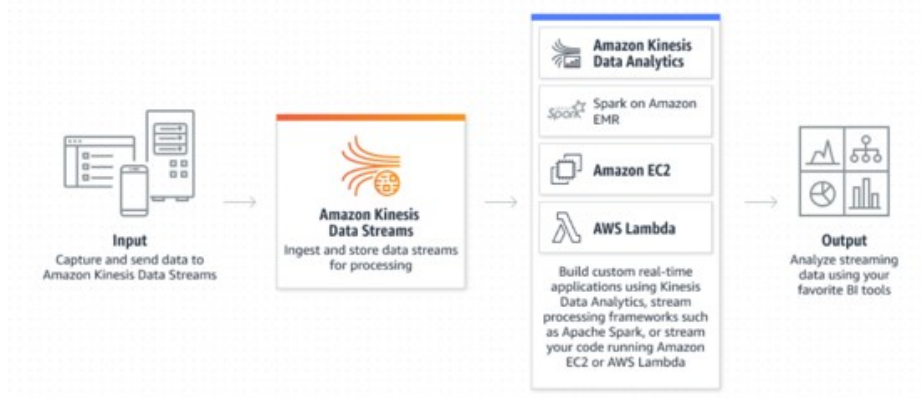 Input
Capture and send data to
Amazon Kinesis Data Streams
Amazon Kinesis
Data Streams
Ingest and store data streams
for processing
Amazon Kinesis
Data Analytics
Spark
Spark on Amazon
EMR
Amazon EC2
AWS Lambda
Build custom real-time
applications using Kinesis
Data Analytics, stream
processing frameworks such
as Apache Spark, or stream
your code running Amazon
EC2 or AWS Lambda
Output
Analyze streaming
data using your
favorite BI tools